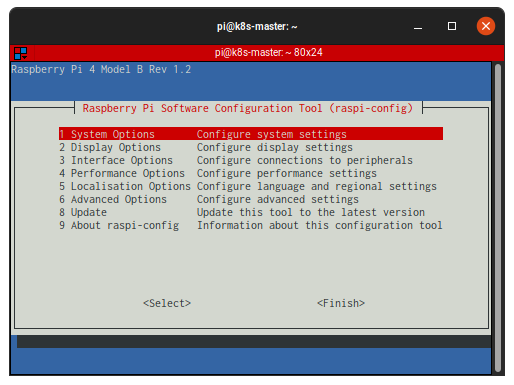 pi@k8s-master: ~
pi@k8s-master: ~ 80x24
Raspberry Pi 4 Model B Rev 1.2
Raspberry Pi Software Configuration Tool (raspi-config)
1 System Options Configure system settings
2 Display Options Configure display settings
3 Interface Options Configure connections to peripherals
4 Performance Options Configure performance settings
5 Localisation Options Configure language and regional settings
6 Advanced Options Configure advanced settings
8 Update Update this tool to the latest version
9 About raspi-config Information about this configuration tool
<Select> <Finish>